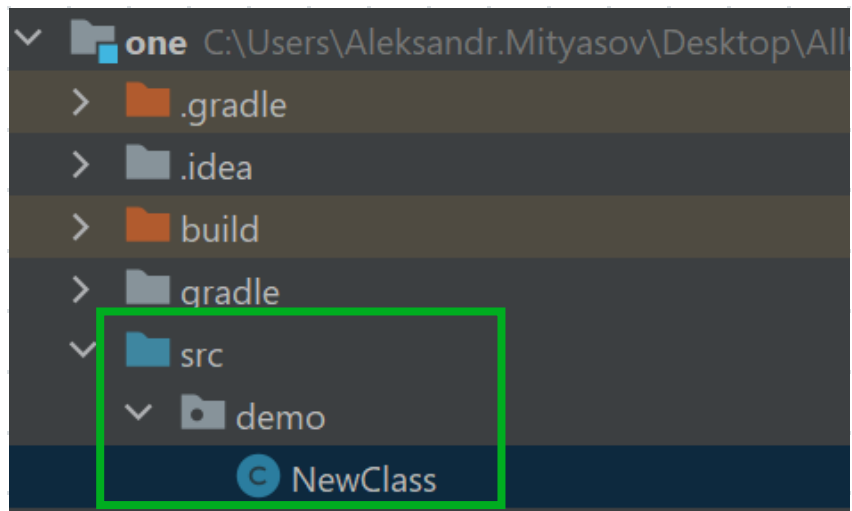 one C:\Users\Aleksandr.Mityasov\Desktop\All
.gradle
.idea
build
gradle
src
demo
NewClass